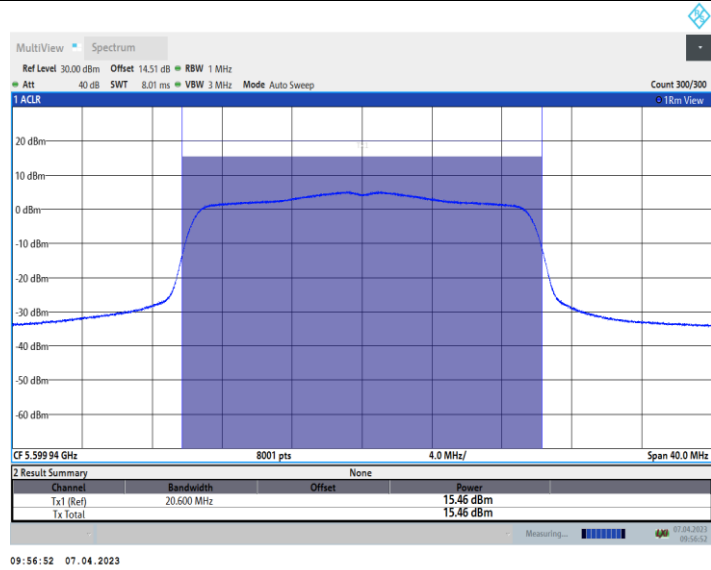 MultiView Spectrum
Ref Level 30.00 dBm Offset 14.51 dB RBW 1 MHz
Att 40 dB SWT 8.01 ms VBW 3 MHz Mode Auto Sweep Count 300/300
1 ACLR 1Rm View
20 dBm
10 dBm
0 dBm
-10 dBm
-20 dBm
-30 dBm
-40 dBm
-50 dBm
-60 dBm
CF 5.59994 GHz 8001 pts 4.0 MHz/ Span 40.0 MHz
2 Result Summary None
Channel Bandwidth Offset Power
Tx1 (Ref) 20.600 MHz 15.46 dBm
Tx Total 15.46 dBm
Measuring... 07.04.2023
09:56:52
09:56:52 07.04.2023